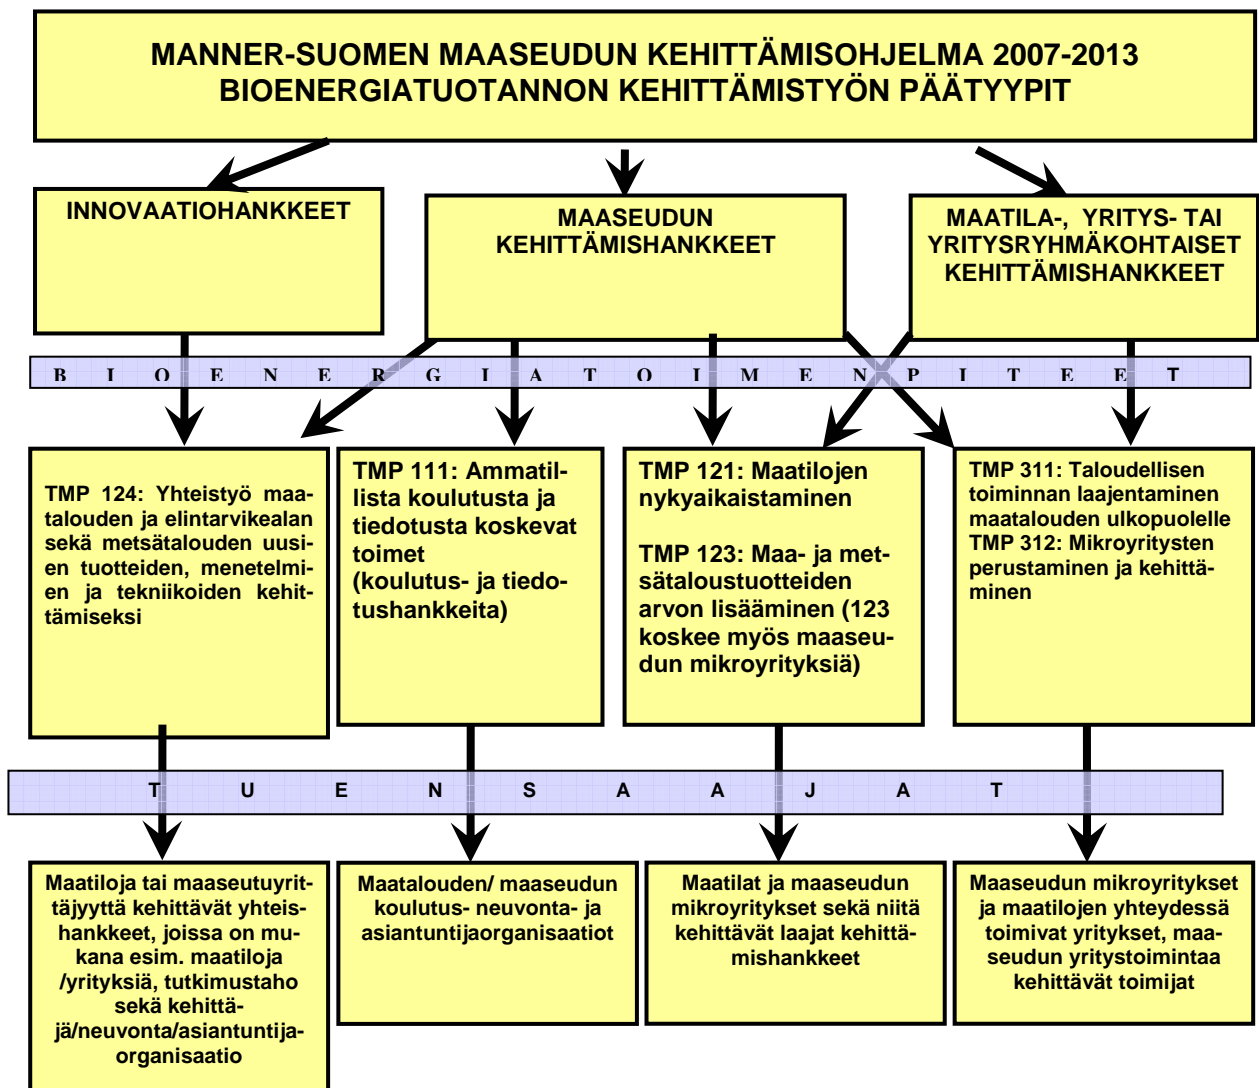 MANNER-SUOMEN MAASEUDUN KEHITTÄMISOHJELMA 2007-2013
BIOENERGIATUOTANNON KEHITTÄMISTYÖN PÄÄTYYPIT
INNOVAATIOHANKKEET
MAASEUDUN
KEHITTÄMISHANKKEET
MAATILA-, YRITYS- TAI
YRITYSRYHMÄKOHTAISET
KEHITTÄMISHANKKEET
B I O E N E R G I A T O I M E N P I T E E T
TMP 124: Yhteistyö maa-
talouden ja elintarvikealan
sekä metsätalouden uusi-
en tuotteiden, menetelmi-
en ja tekniikoiden kehit-
tämiseksi
TMP 111: Ammatil-
lista koulutusta ja
tiedotusta koskevat
toimet
(koulutus- ja tiedo-
tushankkeita)
TMP 121: Maatilojen
nykyaikaistaminen
TMP 123: Maa- ja met-
sätaloustuotteiden
arvon lisääminen (123
koskee myös maaseu-
dun mikroyrityksiä)
TMP 311: Taloudellisen
toiminnan laajentaminen
maatalouden ulkopuolelle
TMP 312: Mikroyritysten
perustaminen ja kehittä-
minen
T U E N S A A J A T
Maatiloja tai maaseutuyrit-
täjyyttä kehittävät yhteis-
hankkeet, joissa on mu-
kana esim. maatiloja
/yrityksiä, tutkimustaho
sekä kehittä-
jä/neuvonta/asiantuntija-
organisaatio
Maatalouden/ maaseudun
koulutus- neuvonta- ja
asiantuntijaorganisaatiot
Maatilat ja maaseudun
mikroyritykset sekä niitä
kehittävät laajat kehittä-
mishankkeet
Maaseudun mikroyritykset
ja maatilojen yhteydessä
toimivat yritykset, maa-
seudun yritystoimintaa
kehittävät toimijat